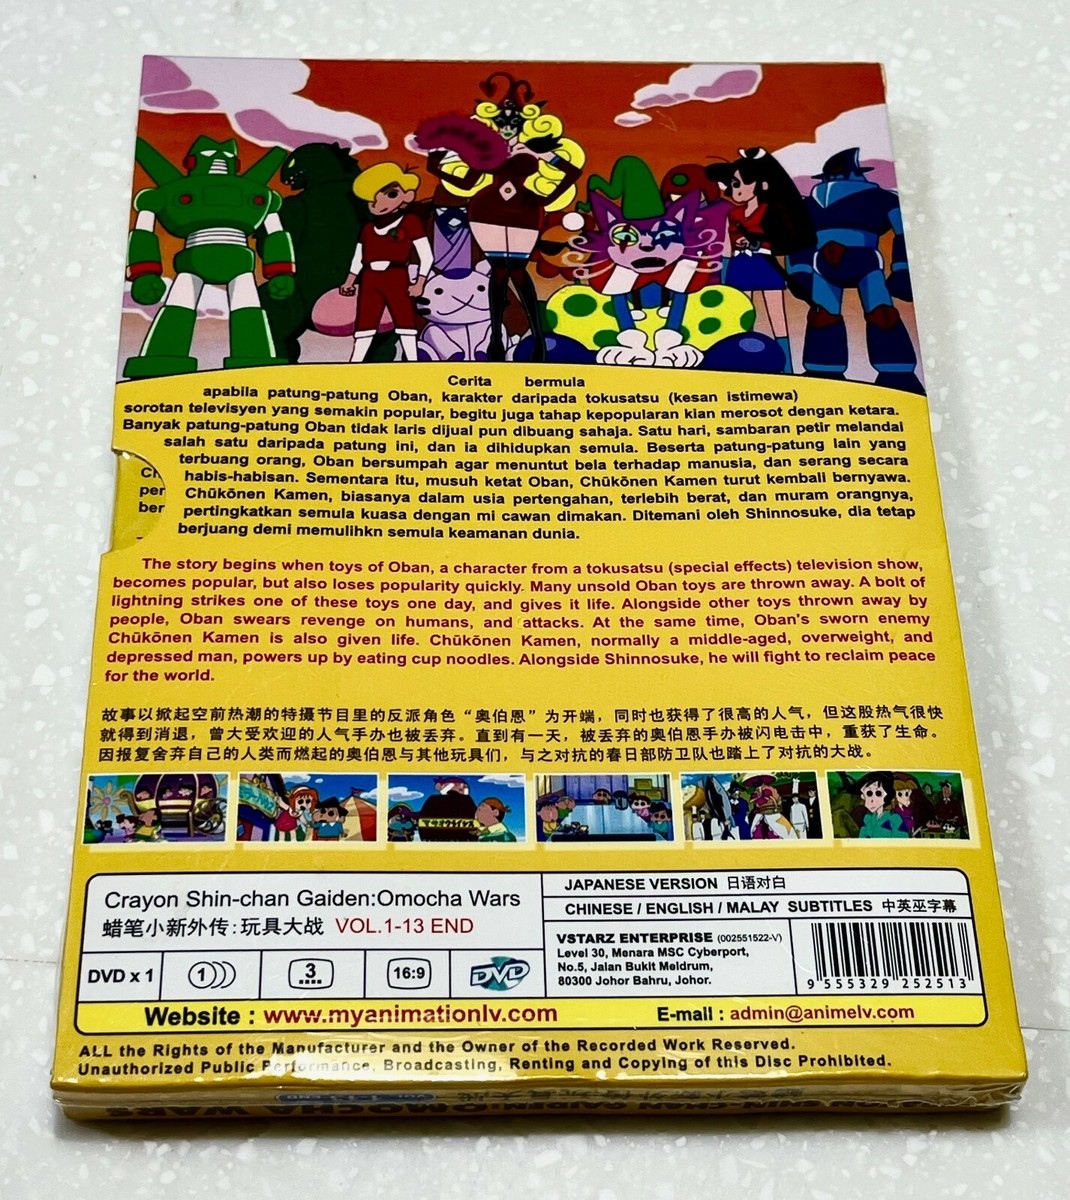 Cerita bermula
apabila patung-patung Oban, karakter daripada tokusatsu (kesan istimewa)
sorotan televisyen yang semakin popular, begitu juga tahap kepopularan kian merosot dengan ketara.
Banyak patung-patung Oban tidak laris dijual pun dibuang sahaja. Satu hari, sambaran petir melandai
salah satu daripada patung ini, dan ia dihidupkan semula. Beserta patung-patung lain yang
terbuang orang, Oban bersumpah agar menuntut bela terhadap manusia, dan serang secara
habis-habisan. Sementara itu, musuh ketat Oban, Chūkōnen Kamen turut kembali bernyawa.
Chūkōnen Kamen, biasanya dalam usia pertengahan, terlebih berat, dan muram orangnya,
pertingkatkan semula kuasa dengan mi cawan dimakan. Ditemani oleh Shinnosuke, dia tetap
berjuang demi memulihkn semula keamanan dunia.
Ch
per
ber
The story begins when toys of Oban, a character from a tokusatsu (special effects) television show,
becomes popular, but also loses popularity quickly. Many unsold Oban toys are thrown away. A bolt of
lightning strikes one of these toys one day, and gives it life. Alongside other toys thrown away by
people, Oban swears revenge on humans, and attacks. At the same time, Oban's sworn enemy
Chūkōnen Kamen is also given life. Chūkōnen Kamen, normally a middle-aged, overweight, and
depressed man, powers up by eating cup noodles. Alongside Shinnosuke, he will fight to reclaim peace
for the world.
故事以掀起空前热潮的特摄节目里的反派角色“奥伯恩”为开端，同时也获得了很高的人气，但这股热气很快
就得到消退，曾大受欢迎的人气手办也被丢弃。直到有一天，被丢弃的奥伯恩手办被闪电击中，重获了生命。
因报复舍弃自己的人类而燃起的奥伯恩与其他玩具们，与之对抗的春日部防卫队也踏上了对抗的大战。
Crayon Shin-chan Gaiden:Omocha Wars
蜡笔小新外传:玩具大战 VOL.1-13 END
JAPANESE VERSION 日语对白
CHINESE / ENGLISH / MALAY SUBTITLES 中英巫字幕
DVD x 1
1
3
16:9
DVD
VSTARZ ENTERPRISE (002551522-V)
Level 30, Menara MSC Cyberport,
No.5, Jalan Bukit Meldrum,
80300 Johor Bahru, Johor.
9 555329 252513
Website : www.myanimationlv.com
E-mail : admin@animelv.com
ALL the Rights of the Manufacturer and the Owner of the Recorded Work Reserved.
Unauthorized Public Performance, Broadcasting, Renting and Copying of this Disc Prohibited.
SHIN-CHAN GAIDEN:OMOCHA WARS